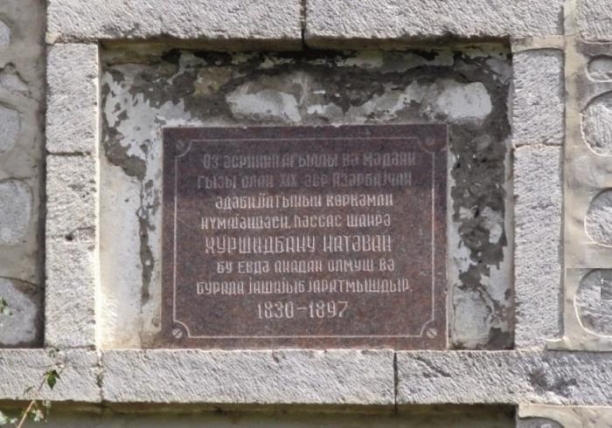 Өз әсринин ағыллы вә мәдәни
гызы олан XIX әср Азәрбајҹан
әдәбијјатынын көркәмли
нүмајәндәси, һәссас шаирә
ХУРШИДБАНУ НАТӘВАН
бу евдә анадан олмуш вә
бурада јашајыб јаратмышдыр.
1830-1897